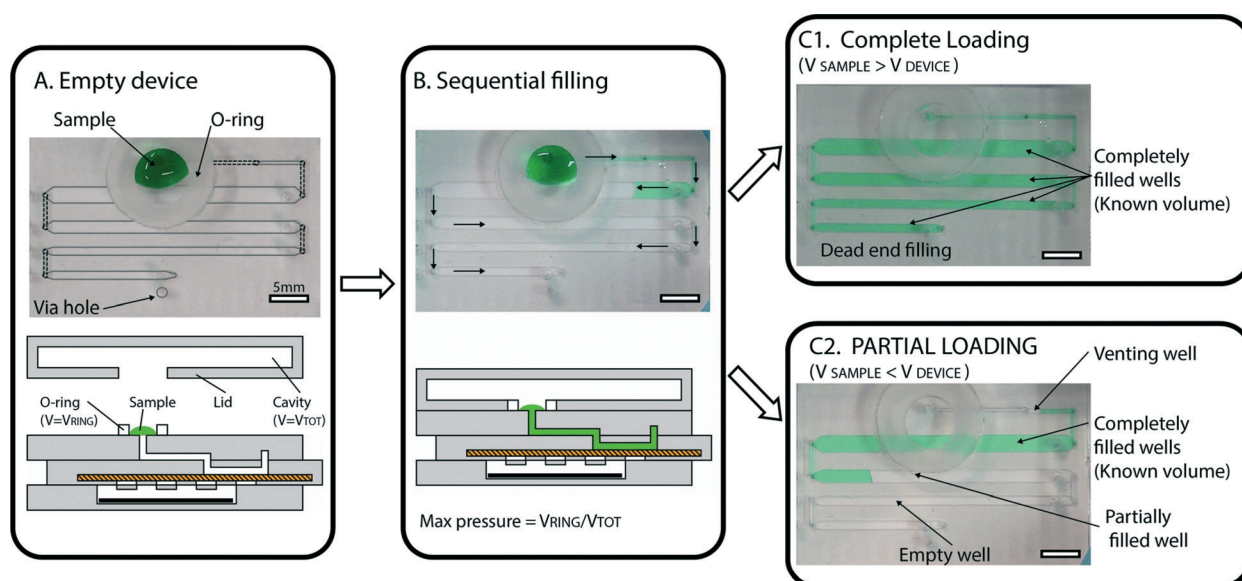 A. Empty device
Sample
O-ring
Via hole
5mm
O-ring
(V=VRING)
Sample
Lid
Cavity
(V=VTOT)
B. Sequential filling
Max pressure = VRING/VTOT
C1. Complete Loading
(V SAMPLE > V DEVICE )
Completely
filled wells
(Known volume)
Dead end filling
C2. PARTIAL LOADING
(V SAMPLE < V DEVICE )
Venting well
Completely
filled wells
(Known volume)
Partially
filled well
Empty well